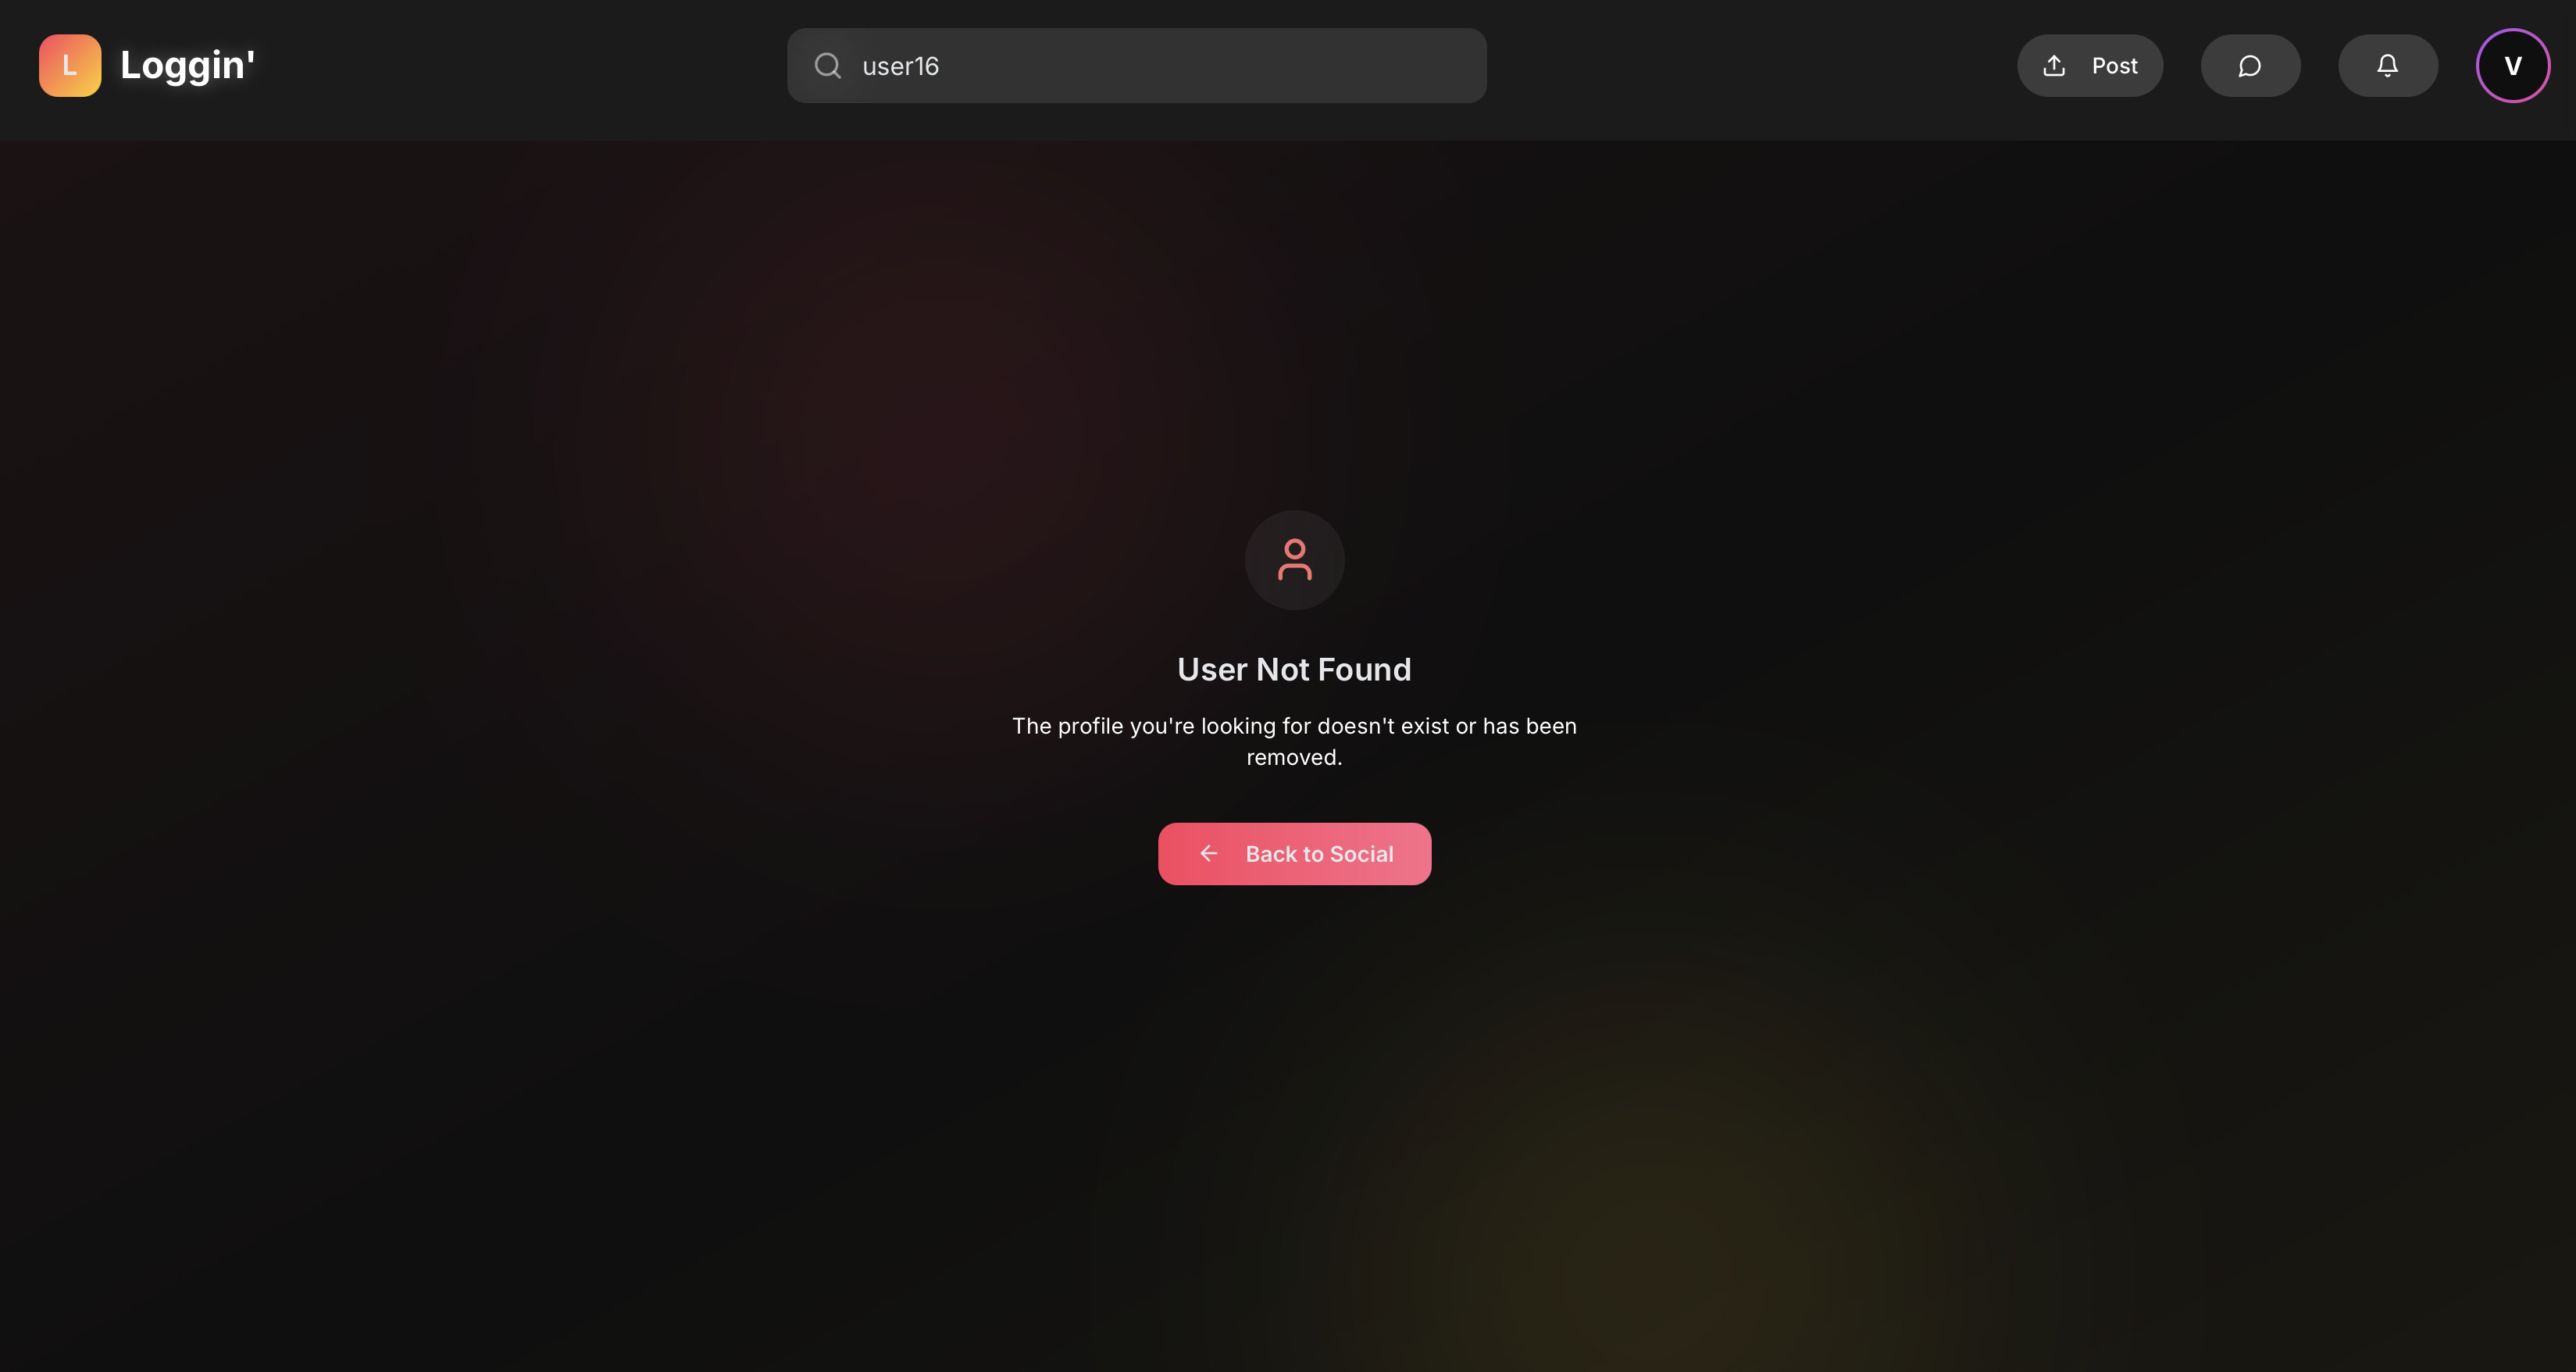 L
Loggin'
user16
Post
V
User Not Found
The profile you're looking for doesn't exist or has been
removed.
Back to Social